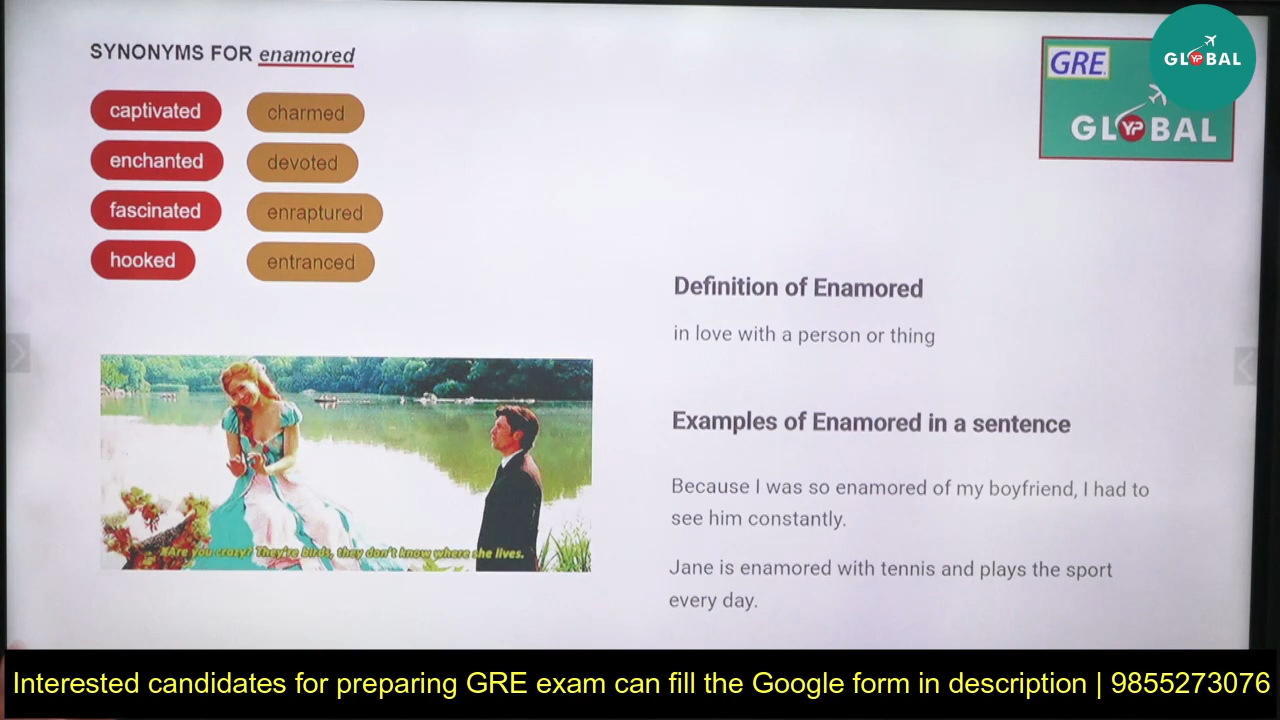 SYNONYMS FOR enamored
captivated
charmed
enchanted
devoted
fascinated
enraptured
hooked
entranced
GRE
GLYPBAL
GLYPBAL
Definition of Enamored
in love with a person or thing
Examples of Enamored in a sentence
Because I was so enamored of my boyfriend, I had to
see him constantly.
Jane is enamored with tennis and plays the sport
every day.
Are you crazy? They're birds, they don't know where she lives.
Interested candidates for preparing GRE exam can fill the Google form in description | 9855273076